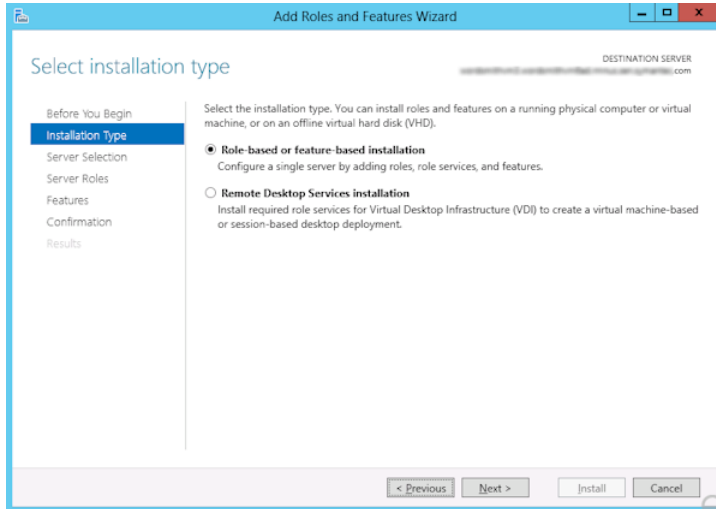 Add Roles and Features Wizard
Select installation type
DESTINATION SERVER
.com
Before You Begin
Installation Type
Server Selection
Server Roles
Features
Confirmation
Results
Select the installation type. You can install roles and features on a running physical computer or virtual
machine, or on an offline virtual hard disk (VHD).
Role-based or feature-based installation
Configure a single server by adding roles, role services, and features.
Remote Desktop Services installation
Install required role services for Virtual Desktop Infrastructure (VDI) to create a virtual machine-based
or session-based desktop deployment.
< Previous
Next >
Install
Cancel